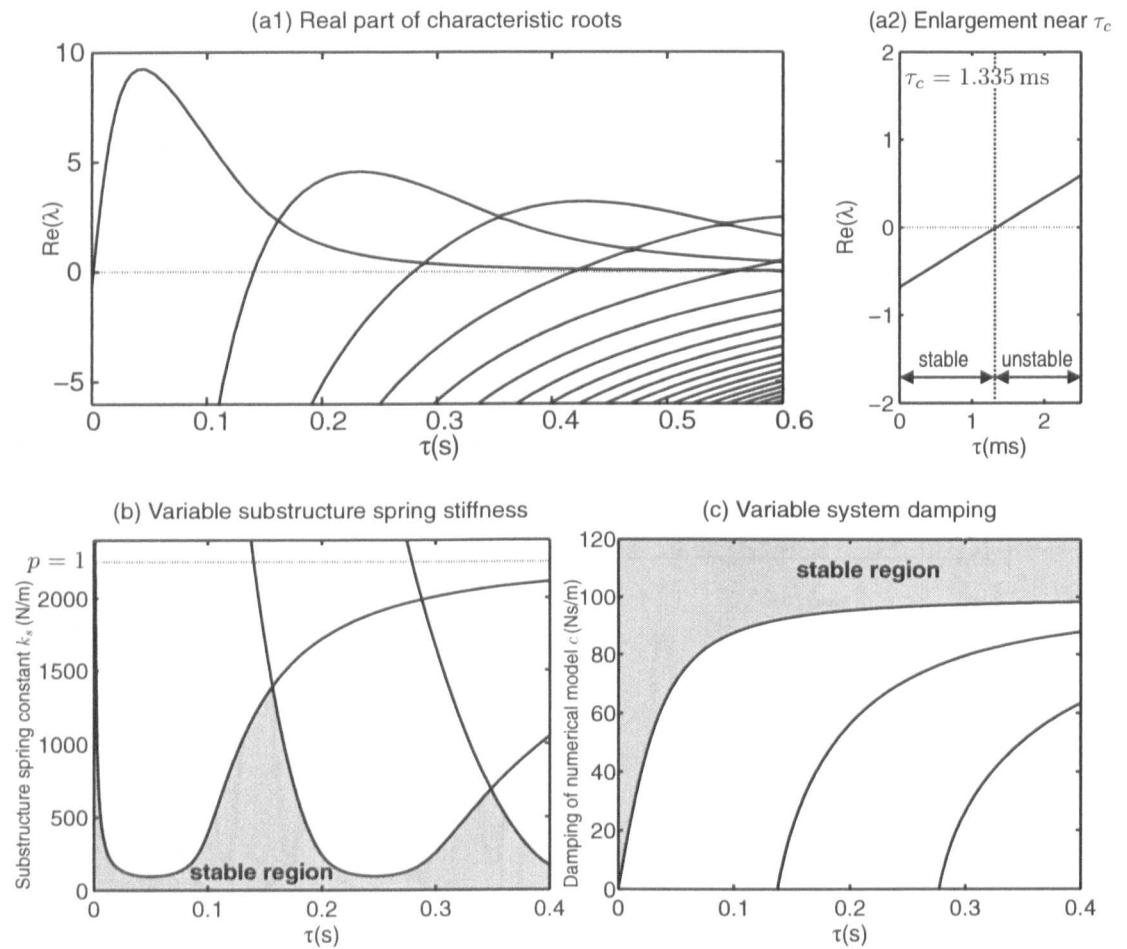 (a1) Real part of characteristic roots
10
5
0
−5
Re(λ)
0 0.1 0.2 0.3 0.4 0.5 0.6
τ(s)
(a2) Enlargement near τc
2
1
0
−1
−2
Re(λ)
τc = 1.335 ms
stable unstable
0 1 2
τ(ms)
(b) Variable substructure spring stiffness
p = 1
2000
1500
1000
500
0
Substructure spring constant ks (N/m)
stable region
0 0.1 0.2 0.3 0.4
τ(s)
(c) Variable system damping
120
100
80
60
40
20
0
Damping of numerical model c (Ns/m)
stable region
0 0.1 0.2 0.3 0.4
τ(s)